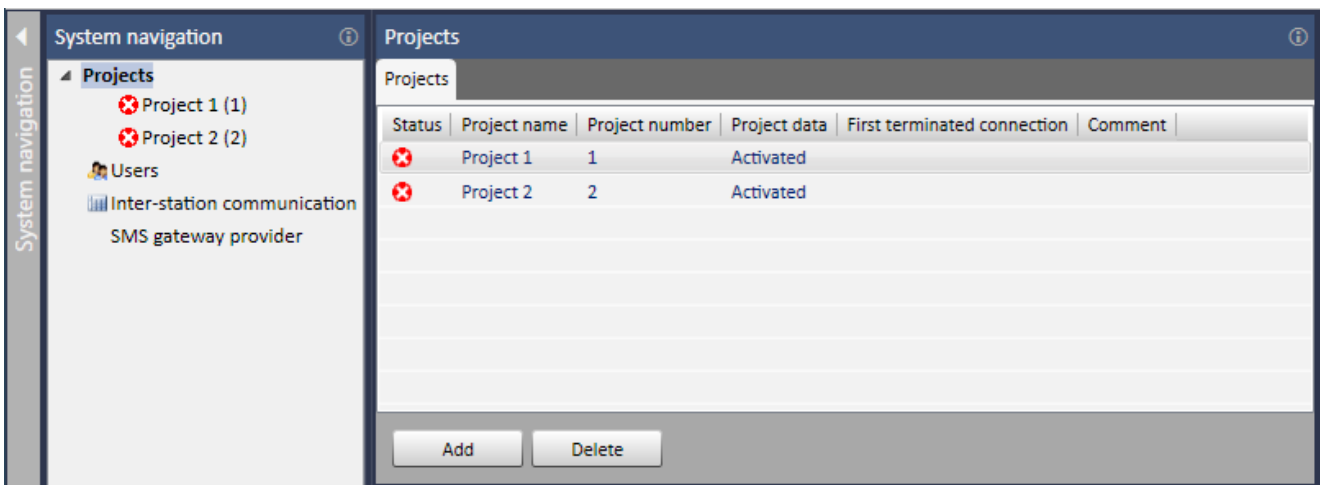 System navigation
System navigation
Projects
Project 1 (1)
Project 2 (2)
Users
Inter-station communication
SMS gateway provider
Projects
Projects
Status Project name Project number Project data First terminated connection Comment
Project 1 1 Activated
Project 2 2 Activated
Add Delete